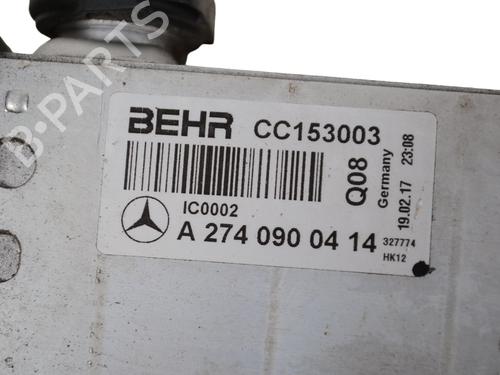 B-PARTS
BEHR CC153003
Q08
Germany
19.02.17 23:08
IC0002
A 274 090 04 14
327774
HK12